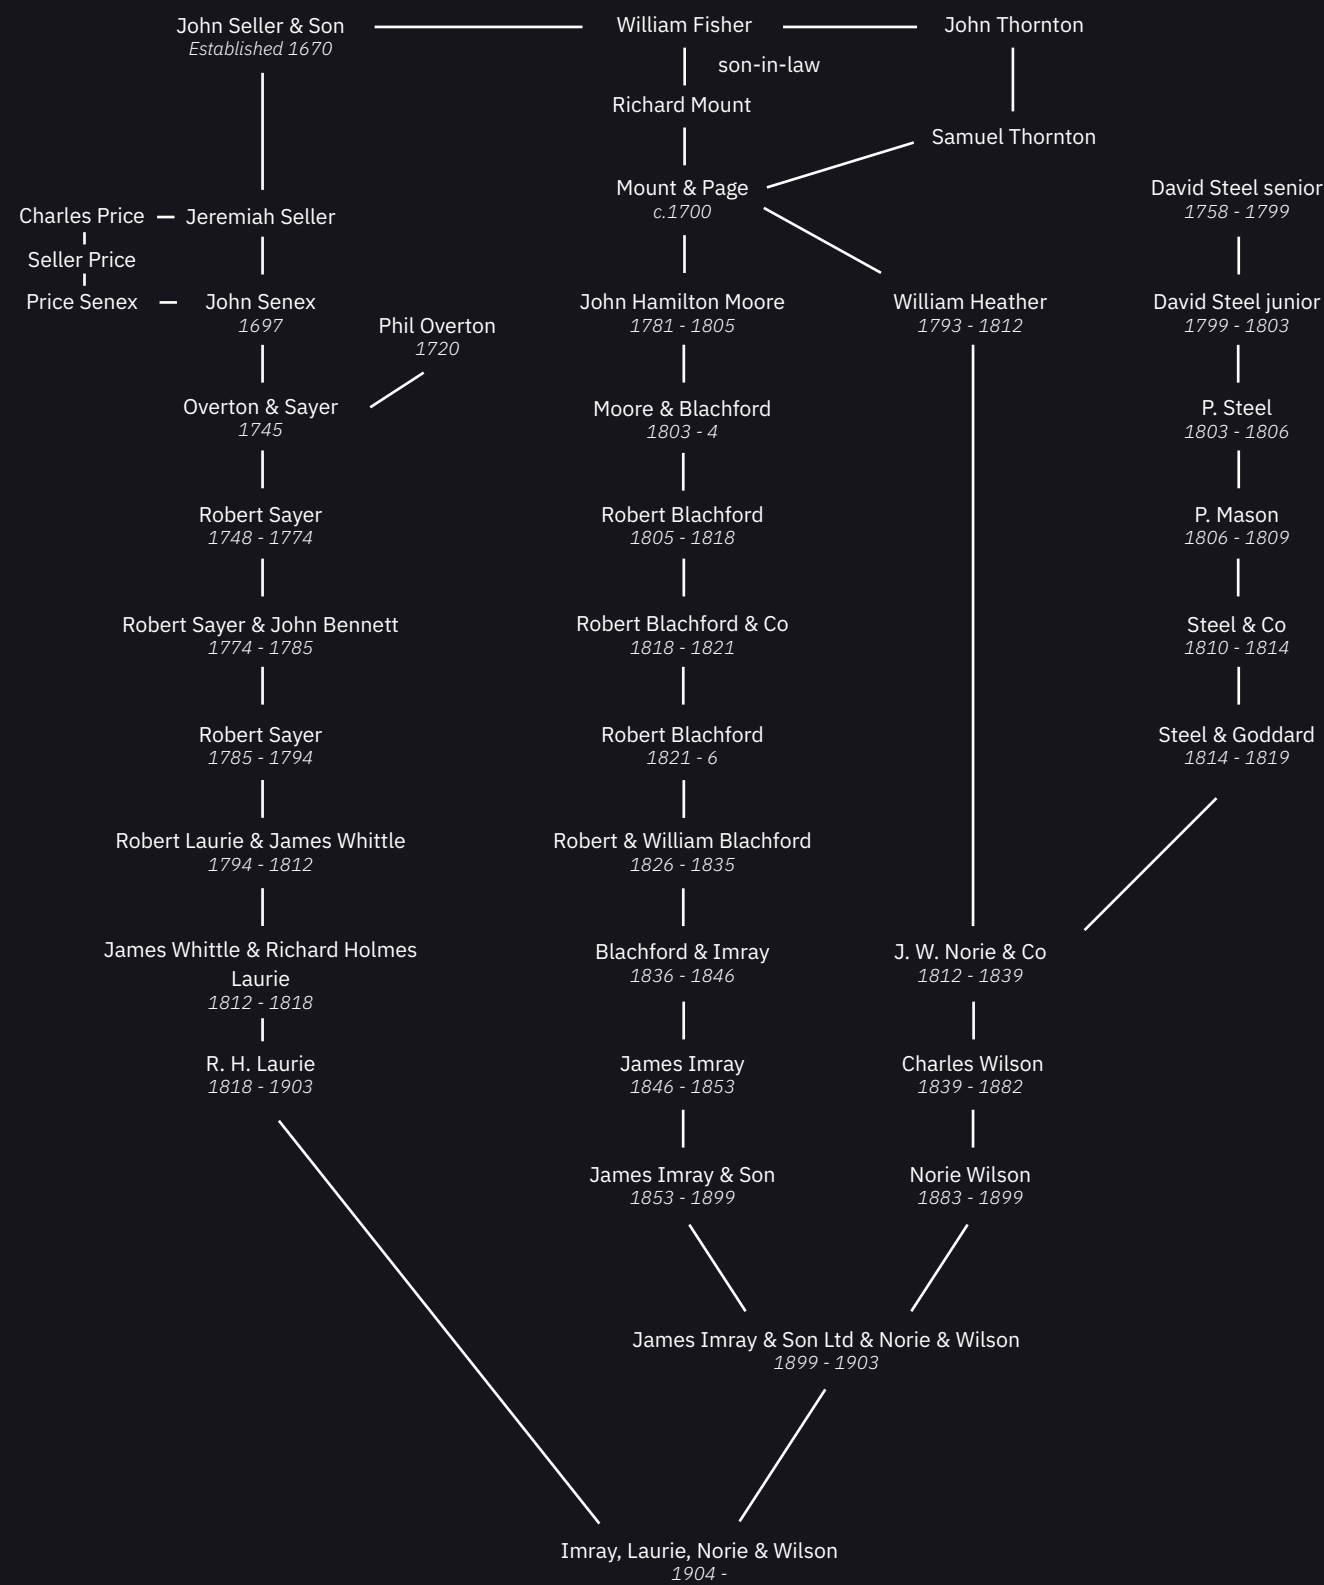 John Seller & Son
Established 1670
William Fisher
John Thornton
son-in-law
Richard Mount
Samuel Thornton
Mount & Page
c.1700
David Steel senior
1758 - 1799
Charles Price
Jeremiah Seller
Seller Price
Price Senex
John Senex
1697
Phil Overton
1720
John Hamilton Moore
1781 - 1805
William Heather
1793 - 1812
David Steel junior
1799 - 1803
Overton & Sayer
1745
Moore & Blachford
1803 - 4
P. Steel
1803 - 1806
Robert Sayer
1748 - 1774
Robert Blachford
1805 - 1818
P. Mason
1806 - 1809
Robert Sayer & John Bennett
1774 - 1785
Robert Blachford & Co
1818 - 1821
Steel & Co
1810 - 1814
Robert Sayer
1785 - 1794
Robert Blachford
1821 - 6
Steel & Goddard
1814 - 1819
Robert Laurie & James Whittle
1794 - 1812
Robert & William Blachford
1826 - 1835
James Whittle & Richard Holmes
Laurie
1812 - 1818
Blachford & Imray
1836 - 1846
J. W. Norie & Co
1812 - 1839
R. H. Laurie
1818 - 1903
James Imray
1846 - 1853
Charles Wilson
1839 - 1882
James Imray & Son
1853 - 1899
Norie Wilson
1883 - 1899
James Imray & Son Ltd & Norie & Wilson
1899 - 1903
Imray, Laurie, Norie & Wilson
1904 -